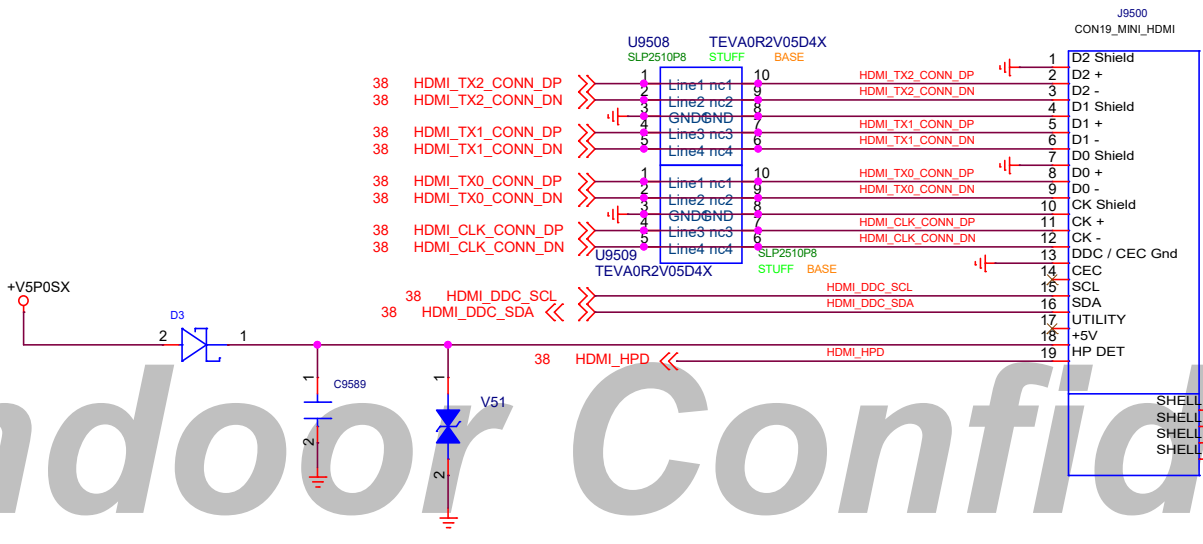 J9500
CON19_MINI_HDMI
U9508 TEVA0R2V05D4X
SLP2510P8 STUFF BASE
38 HDMI_TX2_CONN_DP 1 Line1 nc1 10 HDMI_TX2_CONN_DP
38 HDMI_TX2_CONN_DN 2 Line2 nc2 9 HDMI_TX2_CONN_DN
3 GND GND 8
38 HDMI_TX1_CONN_DP 4 Line3 nc3 7 HDMI_TX1_CONN_DP
38 HDMI_TX1_CONN_DN 5 Line4 nc4 6 HDMI_TX1_CONN_DN
38 HDMI_TX0_CONN_DP 1 Line1 nc1 10 HDMI_TX0_CONN_DP
38 HDMI_TX0_CONN_DN 2 Line2 nc2 9 HDMI_TX0_CONN_DN
3 GND GND 8
38 HDMI_CLK_CONN_DP 4 Line3 nc3 7 HDMI_CLK_CONN_DP
38 HDMI_CLK_CONN_DN 5 Line4 nc4 6 HDMI_CLK_CONN_DN
U9509 SLP2510P8
TEVA0R2V05D4X STUFF BASE
1 D2 Shield
2 D2 +
3 D2 -
4 D1 Shield
5 D1 +
6 D1 -
7 D0 Shield
8 D0 +
9 D0 -
10 CK Shield
11 CK +
12 CK -
13 DDC / CEC Gnd
14 CEC
15 SCL
16 SDA
17 UTILITY
18 +5V
19 HP DET
38 HDMI_DDC_SCL HDMI_DDC_SCL
38 HDMI_DDC_SDA HDMI_DDC_SDA
38 HDMI_HPD HDMI_HPD
+V5P0SX
D3
2 1
1 C9589 2
1 V51 2
SHELL
SHELL
SHELL
SHELL
ndoor Confid